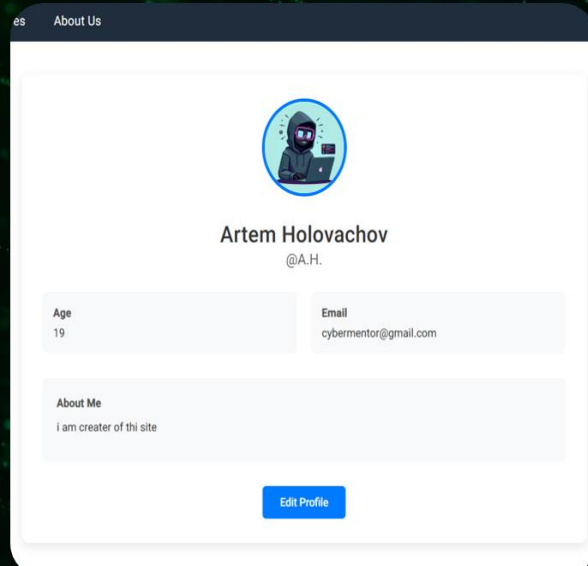 es About Us
Artem Holovachov
@A.H.
Age
19
Email
cybermentor@gmail.com
About Me
i am creater of thi site
Edit Profile